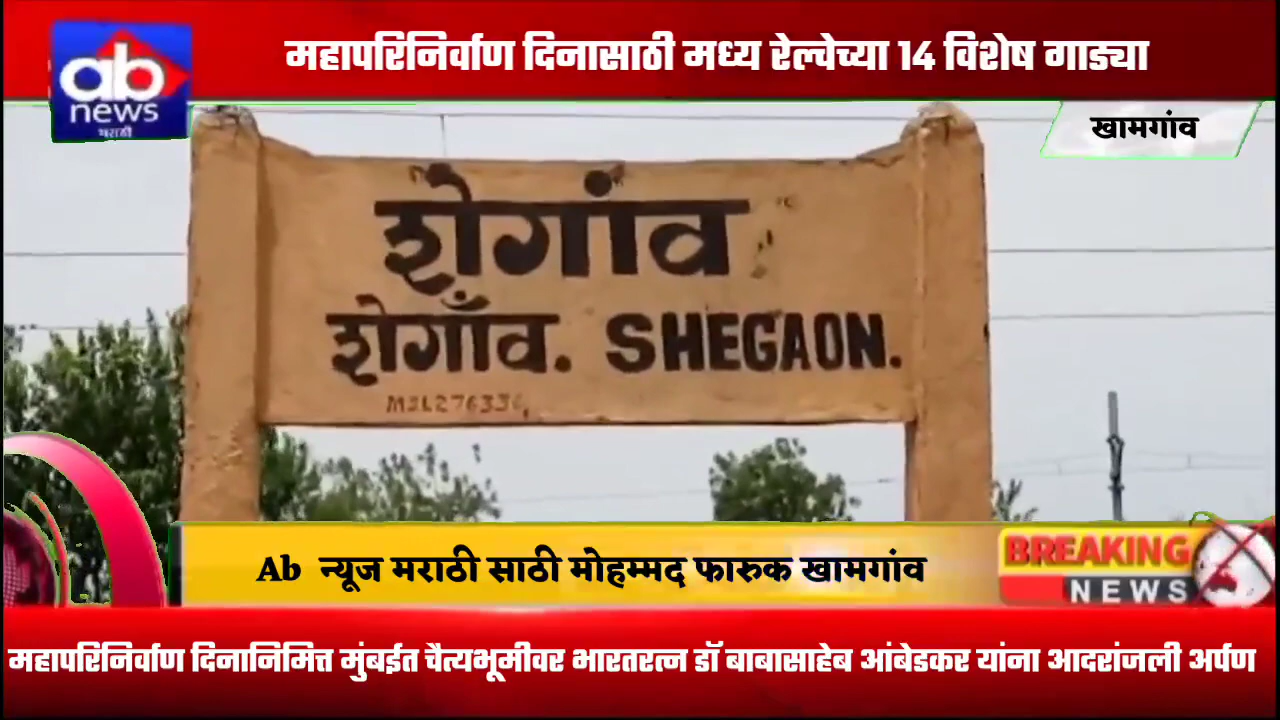 महापरिनिर्वाण दिनासाठी मध्य रेल्वेच्या 14 विशेष गाड्या
ab
news
मराठी
खामगांव
शेगांव
शेगाँव. SHEGAON.
Ab न्यूज मराठी साठी मोहम्मद फारुक खामगांव
BREAKING
NEWS
महापरिनिर्वाण दिनानिमित्त मुंबईत चैत्यभूमीवर भारतरत्न डॉ बाबासाहेब आंबेडकर यांना आदरांजली अर्पण